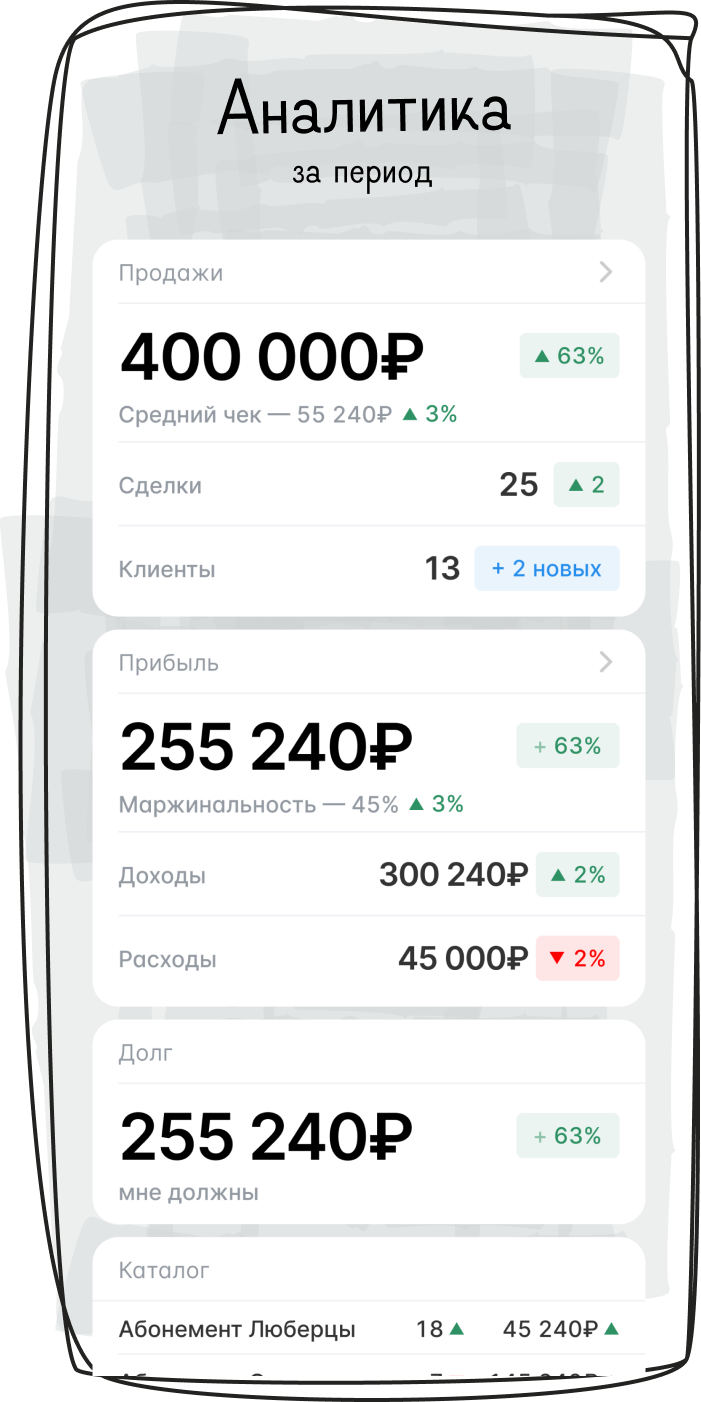 Аналитика
за период
Продажи
400 000₽ ▲ 63%
Средний чек — 55 240₽ ▲ 3%
Сделки 25 ▲ 2
Клиенты 13 + 2 новых
Прибыль
255 240₽ + 63%
Маржинальность — 45% ▲ 3%
Доходы 300 240₽ ▲ 2%
Расходы 45 000₽ ▼ 2%
Долг
255 240₽ + 63%
мне должны
Каталог
Абонемент Люберцы 18 ▲ 45 240₽ ▲